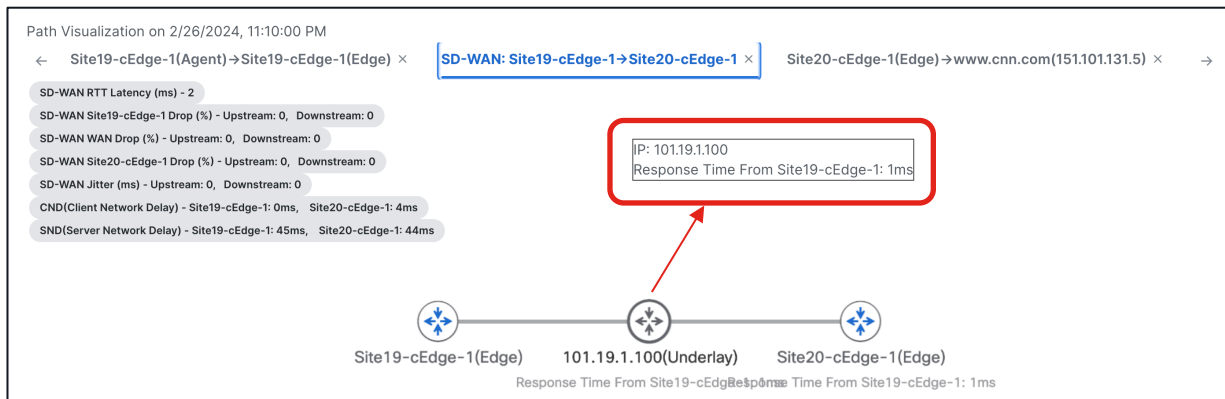 Path Visualization on 2/26/2024, 11:10:00 PM
← Site19-cEdge-1(Agent)→Site19-cEdge-1(Edge) × SD-WAN: Site19-cEdge-1→Site20-cEdge-1 × Site20-cEdge-1(Edge)→www.cnn.com(151.101.131.5) × →
SD-WAN RTT Latency (ms) - 2
SD-WAN Site19-cEdge-1 Drop (%) - Upstream: 0, Downstream: 0
SD-WAN WAN Drop (%) - Upstream: 0, Downstream: 0
SD-WAN Site20-cEdge-1 Drop (%) - Upstream: 0, Downstream: 0
SD-WAN Jitter (ms) - Upstream: 0, Downstream: 0
CND(Client Network Delay) - Site19-cEdge-1: 0ms, Site20-cEdge-1: 4ms
SND(Server Network Delay) - Site19-cEdge-1: 45ms, Site20-cEdge-1: 44ms
IP: 101.19.1.100
Response Time From Site19-cEdge-1: 1ms
Site19-cEdge-1(Edge) 101.19.1.100(Underlay) Site20-cEdge-1(Edge)
Response Time From Time From Site19-cEdge-1: 1ms